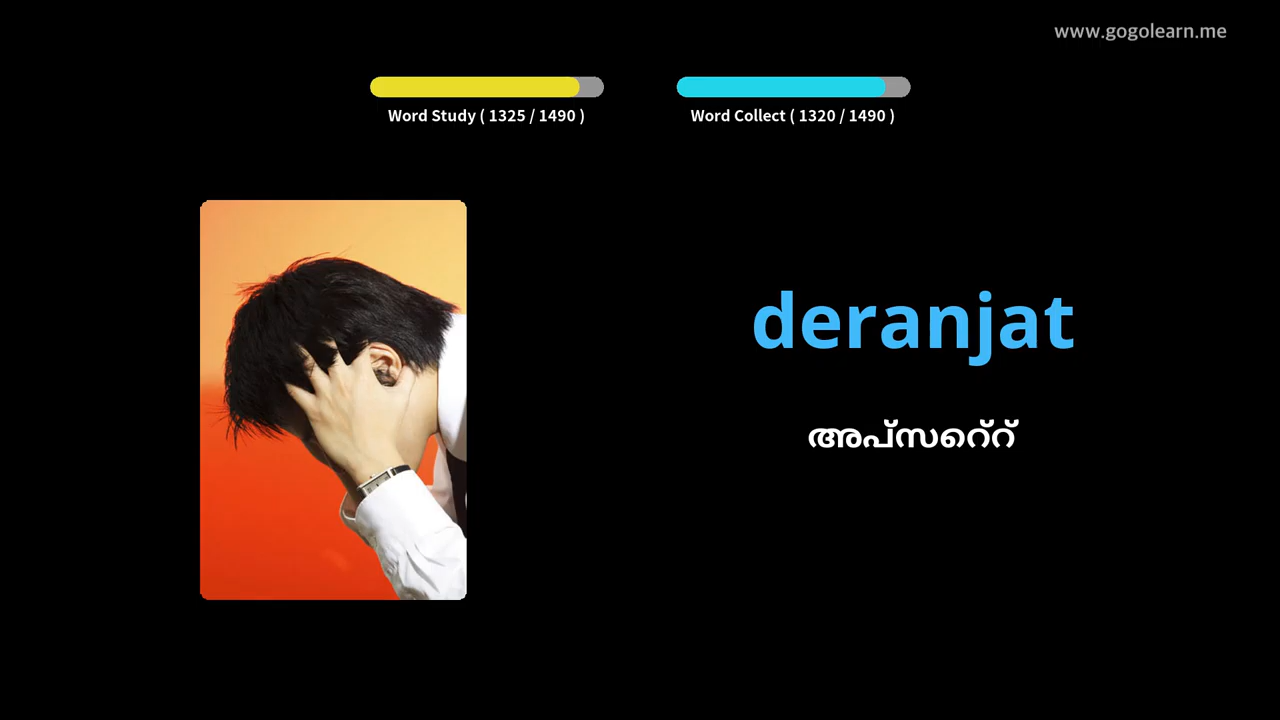 www.gogolearn.me
Word Study ( 1325 / 1490 )
Word Collect ( 1320 / 1490 )
deranjat
അപ്സറ്റെ്